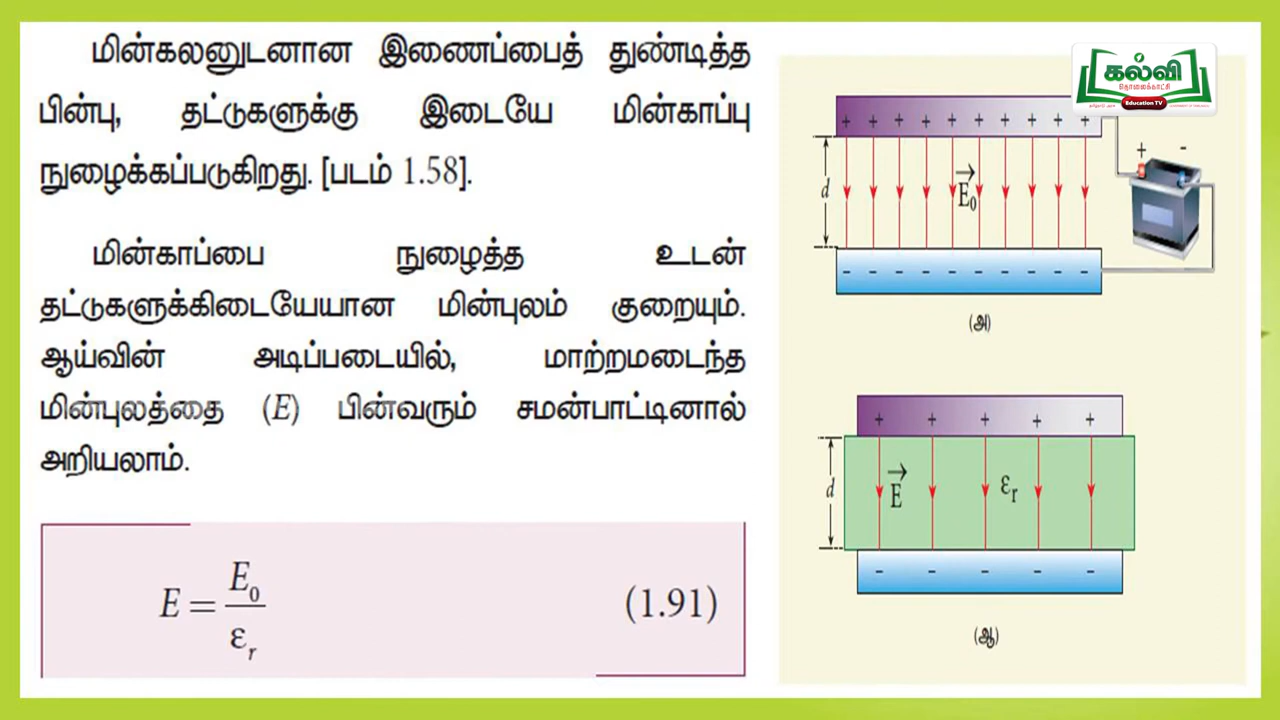 மின்கலனுடனான இணைப்பைத் துண்டித்த
பின்பு, தட்டுகளுக்கு இடையே மின்காப்பு
நுழைக்கப்படுகிறது. [படம் 1.58].
மின்காப்பை நுழைத்த உடன்
தட்டுகளுக்கிடையேயான மின்புலம் குறையும்.
ஆய்வின் அடிப்படையில், மாற்றமடைந்த
மின்புலத்தை (E) பின்வரும் சமன்பாட்டினால்
அறியலாம்.
E = E₀ / εᵣ (1.91)
கல்வி
தொலைக்காட்சி
Education TV
+ + + + + + + + + +
+ -
d
E₀
- - - - - - - - - -
(அ)
+ + + + +
d
E εᵣ
- - - - -
(ஆ)